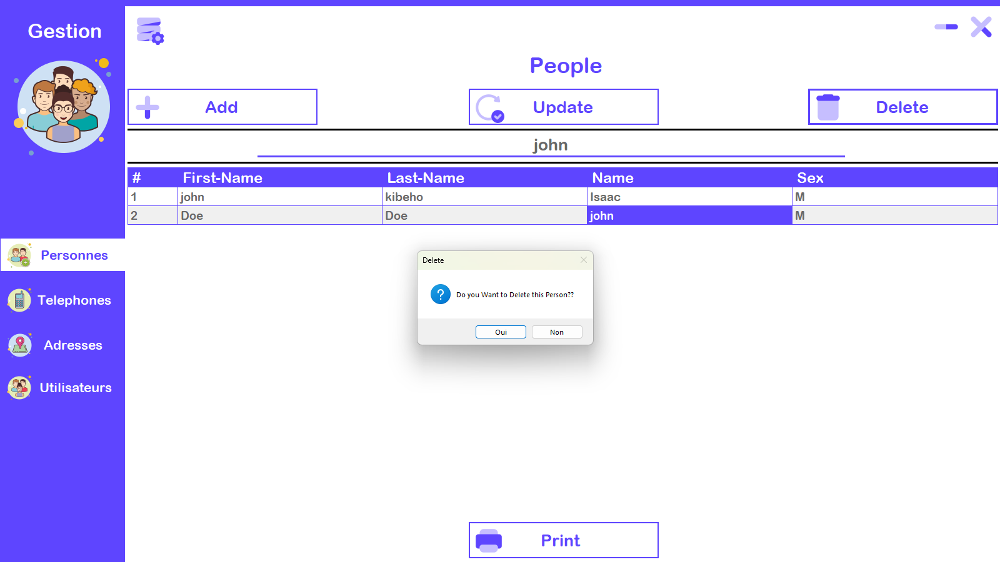 Gestion
People
Add
Update
Delete
john
# First-Name Last-Name Name Sex
1 john kibeho Isaac M
2 Doe Doe john M
Personnes
Telephones
Adresses
Utilisateurs
Delete
Do you Want to Delete this Person??
Oui
Non
Print